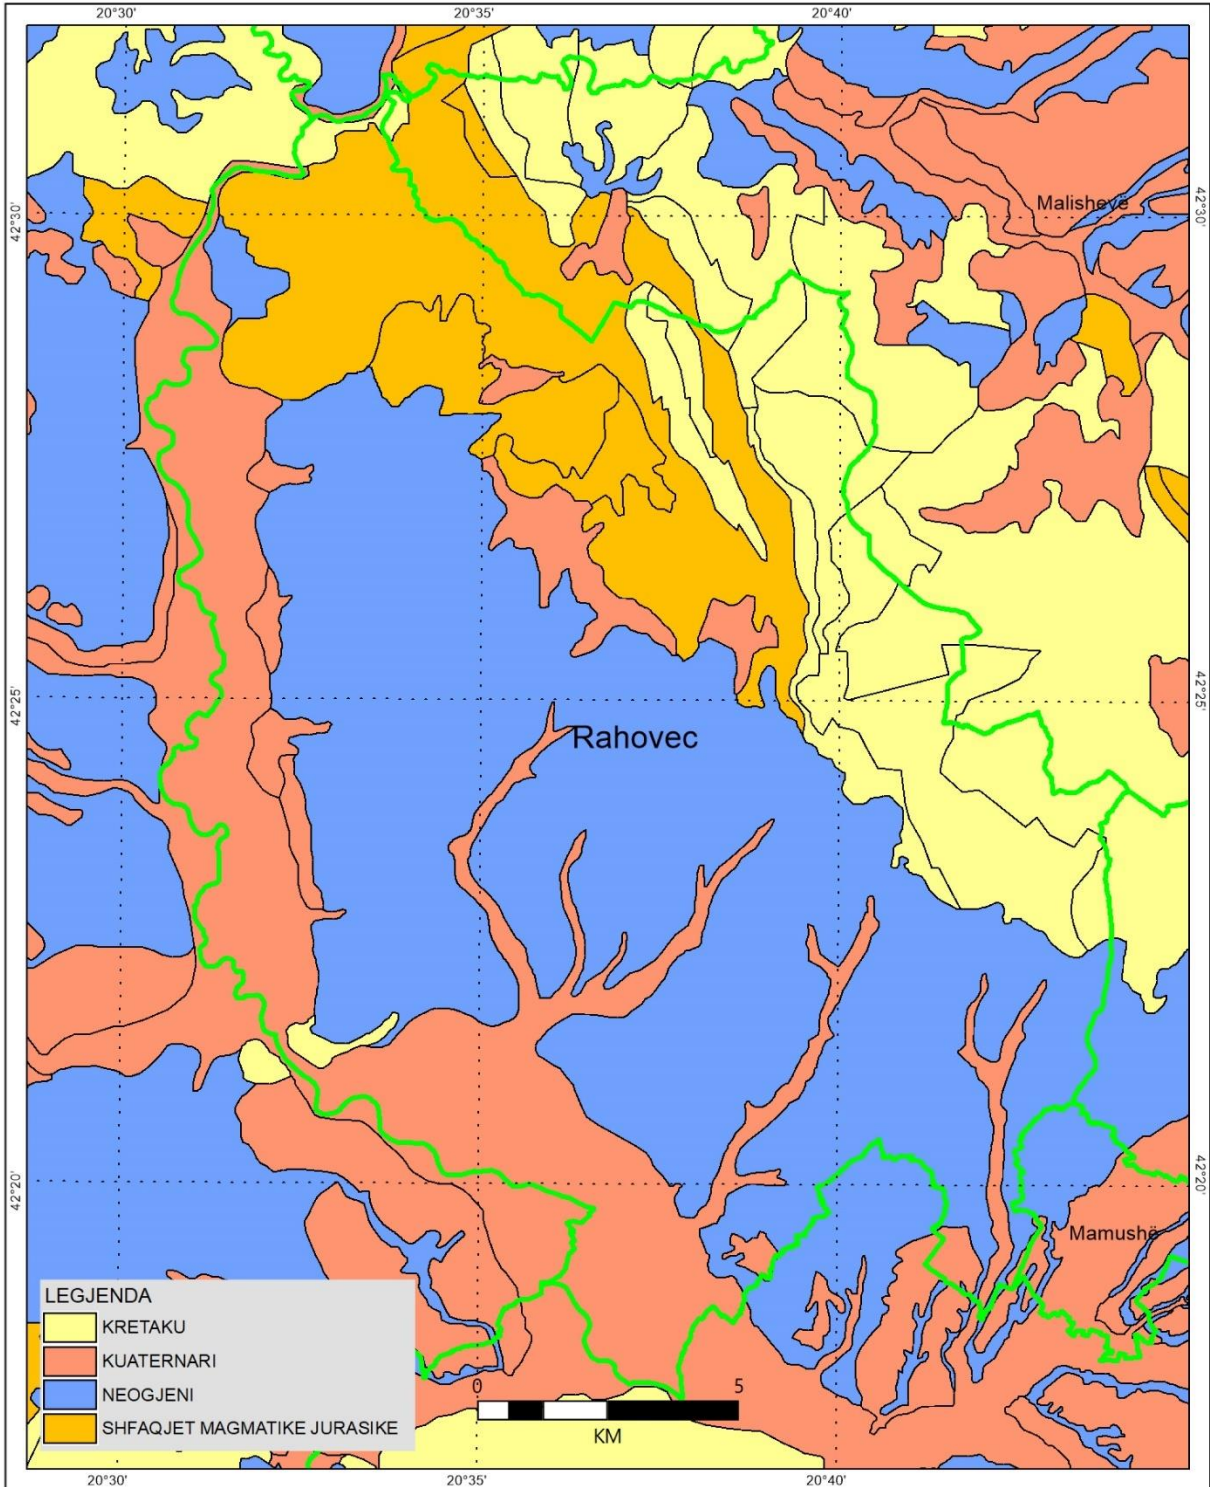 20°30'
20°35'
20°40'
42°30'
42°30'
Malishevë
42°25'
42°25'
Rahovec
42°20'
42°20'
Mamushë
LEGJENDA
KRETAKU
KUATERNARI
NEOGJENI
SHFAQJET MAGMATIKE JURASIKE
0 5
KM
20°30'
20°35'
20°40'